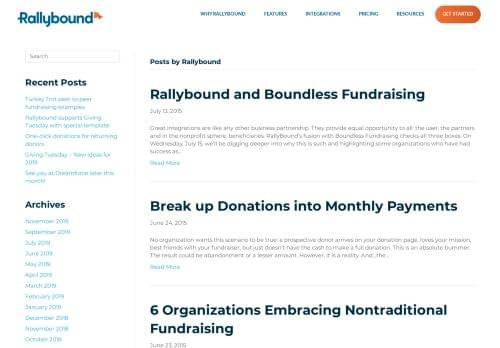 Rallybound
WHY RALLYBOUND
FEATURES
INTEGRATIONS
PRICING
RESOURCES
GET STARTED
Search
Recent Posts
Turkey Trot peer to peer
fundraising examples
Rallybound supports Giving
Tuesday with special template
One-click donations for returning
donors
Giving Tuesday – New ideas for
2019
See you at Dreamforce later this
month!
Archives
November 2019
September 2019
July 2019
June 2019
May 2019
April 2019
March 2019
February 2019
January 2019
December 2018
November 2018
October 2018
Posts by Rallybound
Rallybound and Boundless Fundraising
July 13, 2015
Great integrations are like any other business partnership. They provide equal opportunity to all: the user, the partners
and in the nonprofit sphere, beneficiaries. RallyBound's fusion with Boundless Fundraising checks all three boxes. On
Wednesday, July 15, we'll be digging deeper into why this is such and highlighting some organizations who have had
success as...
Read More
Break up Donations into Monthly Payments
June 24, 2015
No organization wants this scenario to be true: a prospective donor arrives on your donation page, loves your mission,
best friends with your fundraiser, but just doesn't have the cash to make a full donation. This is an absolute bummer.
The result could be abandonment or a lesser amount. However, it is a reality. And...the...
Read More
6 Organizations Embracing Nontraditional
Fundraising
June 23, 2015